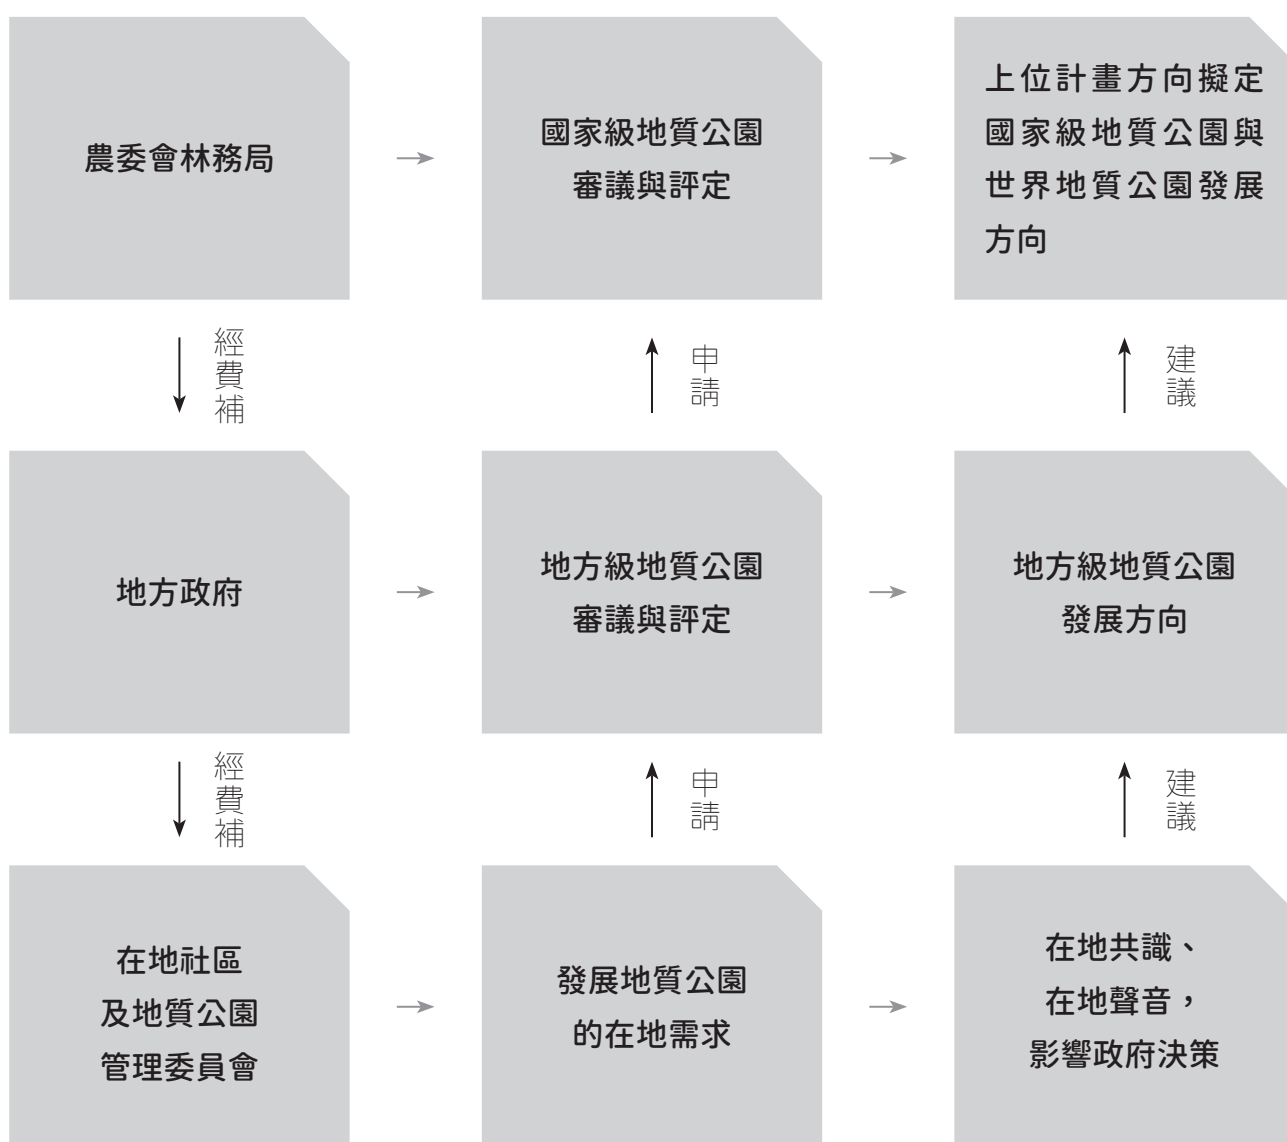 農委會林務局
國家級地質公園
審議與評定
上位計畫方向擬定
國家級地質公園與
世界地質公園發展
方向
經費補
申請
建議
地方政府
地方級地質公園
審議與評定
地方級地質公園
發展方向
經費補
申請
建議
在地社區
及地質公園
管理委員會
發展地質公園
的在地需求
在地共識、
在地聲音，
影響政府決策